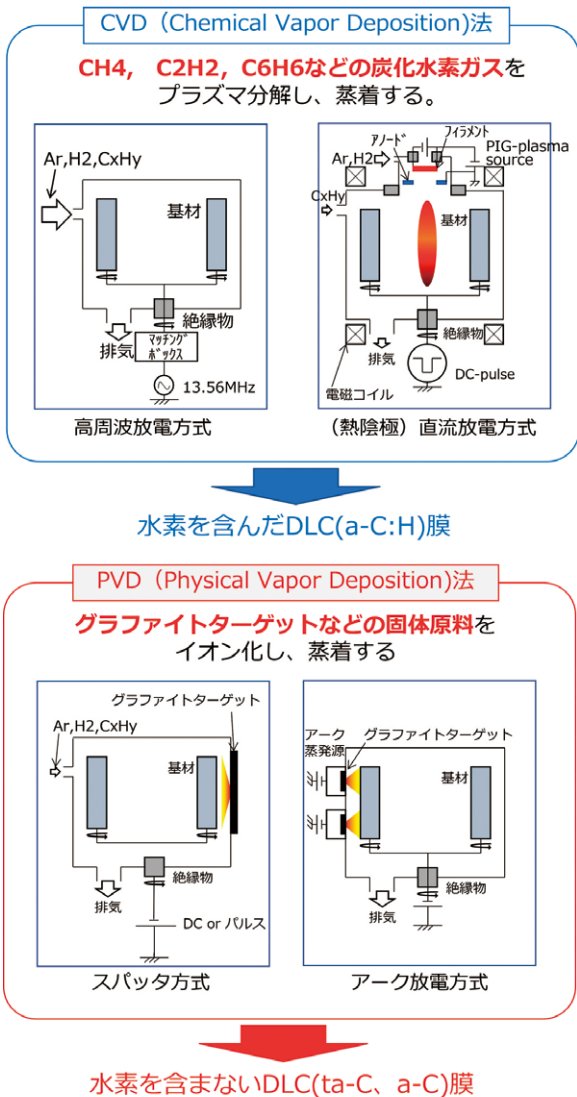 CVD（Chemical Vapor Deposition)法
CH4,　C2H2，C6H6などの炭化水素ガスを
プラズマ分解し、蒸着する。
Ar,H2,CxHy
基材
絶縁物
排気
ﾏｯﾁﾝｸﾞ
ﾎﾞｯｸｽ
13.56MHz
高周波放電方式
ｱﾉｰﾄﾞ
ﾌｨﾗﾒﾝﾄ
Ar,H2
PIG-plasma
source
CxHy
基材
絶縁物
排気
電磁コイル
DC-pulse
（熱陰極）直流放電方式
水素を含んだDLC(a-C:H)膜
PVD（Physical Vapor Deposition)法
グラファイトターゲットなどの固体原料を
イオン化し、蒸着する
グラファイトターゲット
Ar,H2,CxHy
基材
絶縁物
排気
DC or パルス
スパッタ方式
アーク
蒸発源
グラファイトターゲット
基材
絶縁物
排気
アーク放電方式
水素を含まないDLC(ta-C、a-C)膜